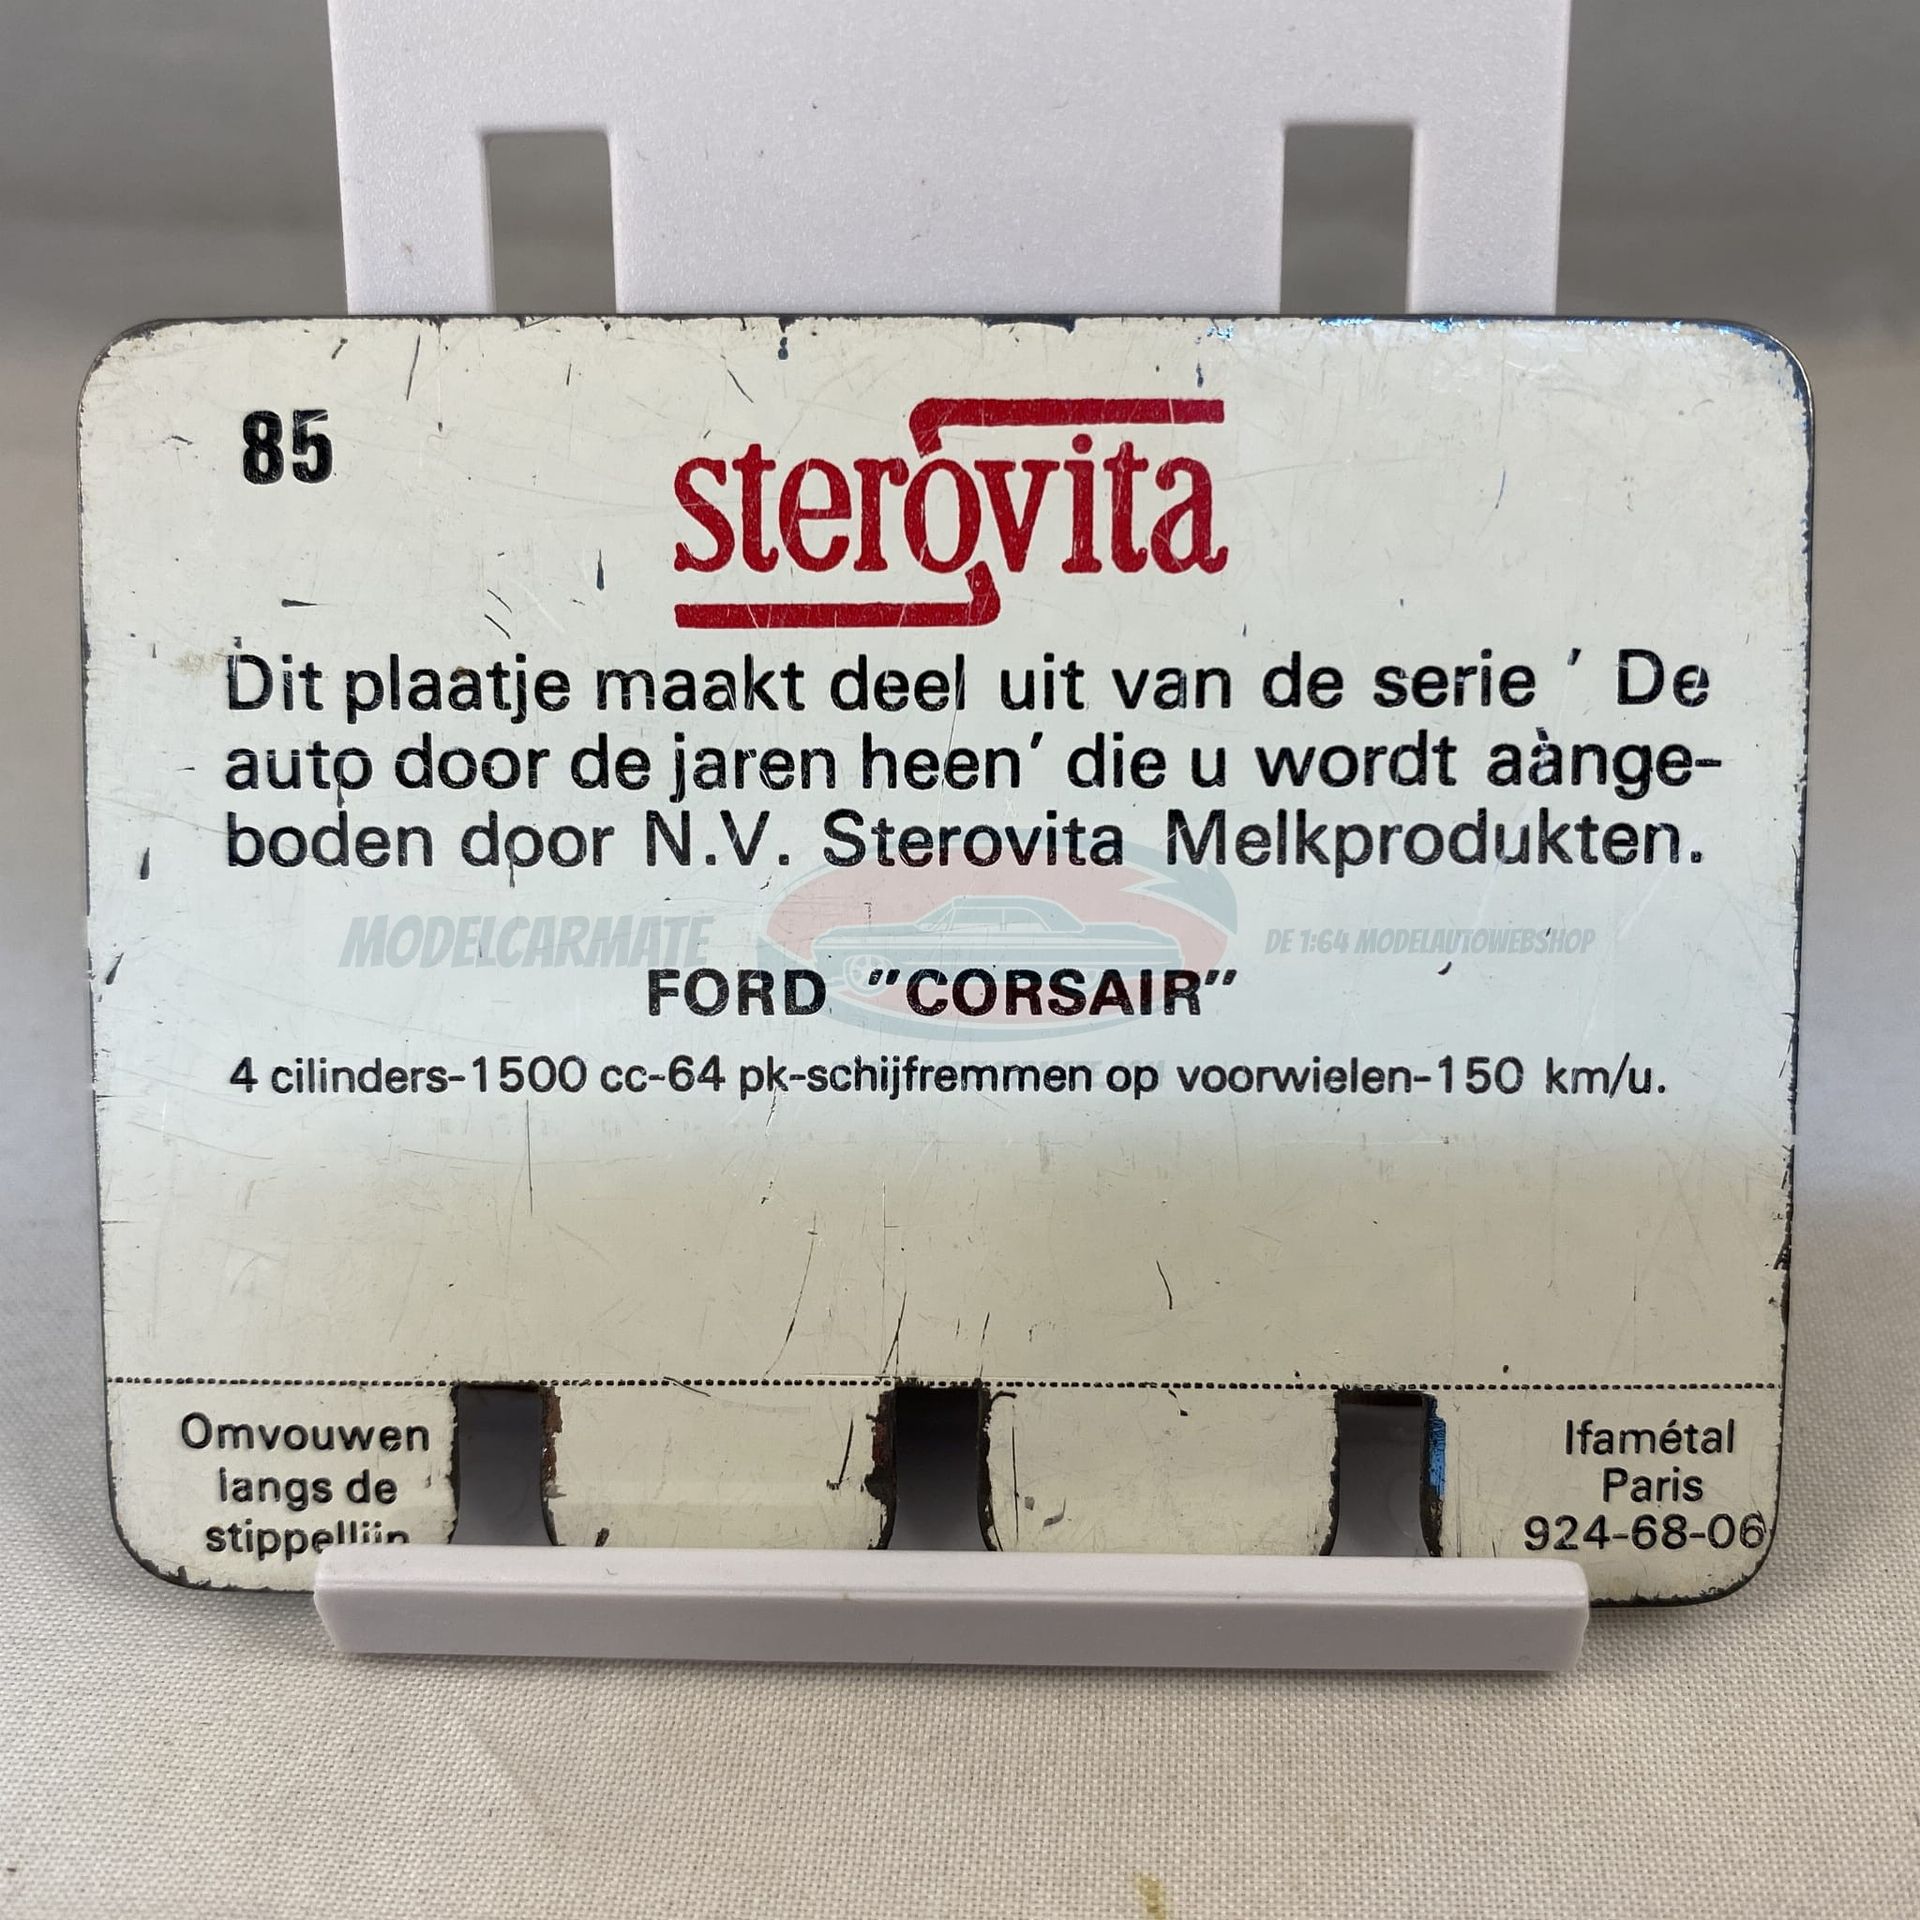 85
sterovita
Dit plaatje maakt deel uit van de serie ' De
auto door de jaren heen' die u wordt aange-
boden door N.V. Sterovita Melkprodukten.
MODELCARMATE
DE 1:64 MODELAUTOWEBSHOP
FORD "CORSAIR"
4 cilinders-1500 cc-64 pk-schijfremmen op voorwielen-150 km/u.
Omvouwen
langs de
stippellijn
Ifamétal
Paris
924-68-06